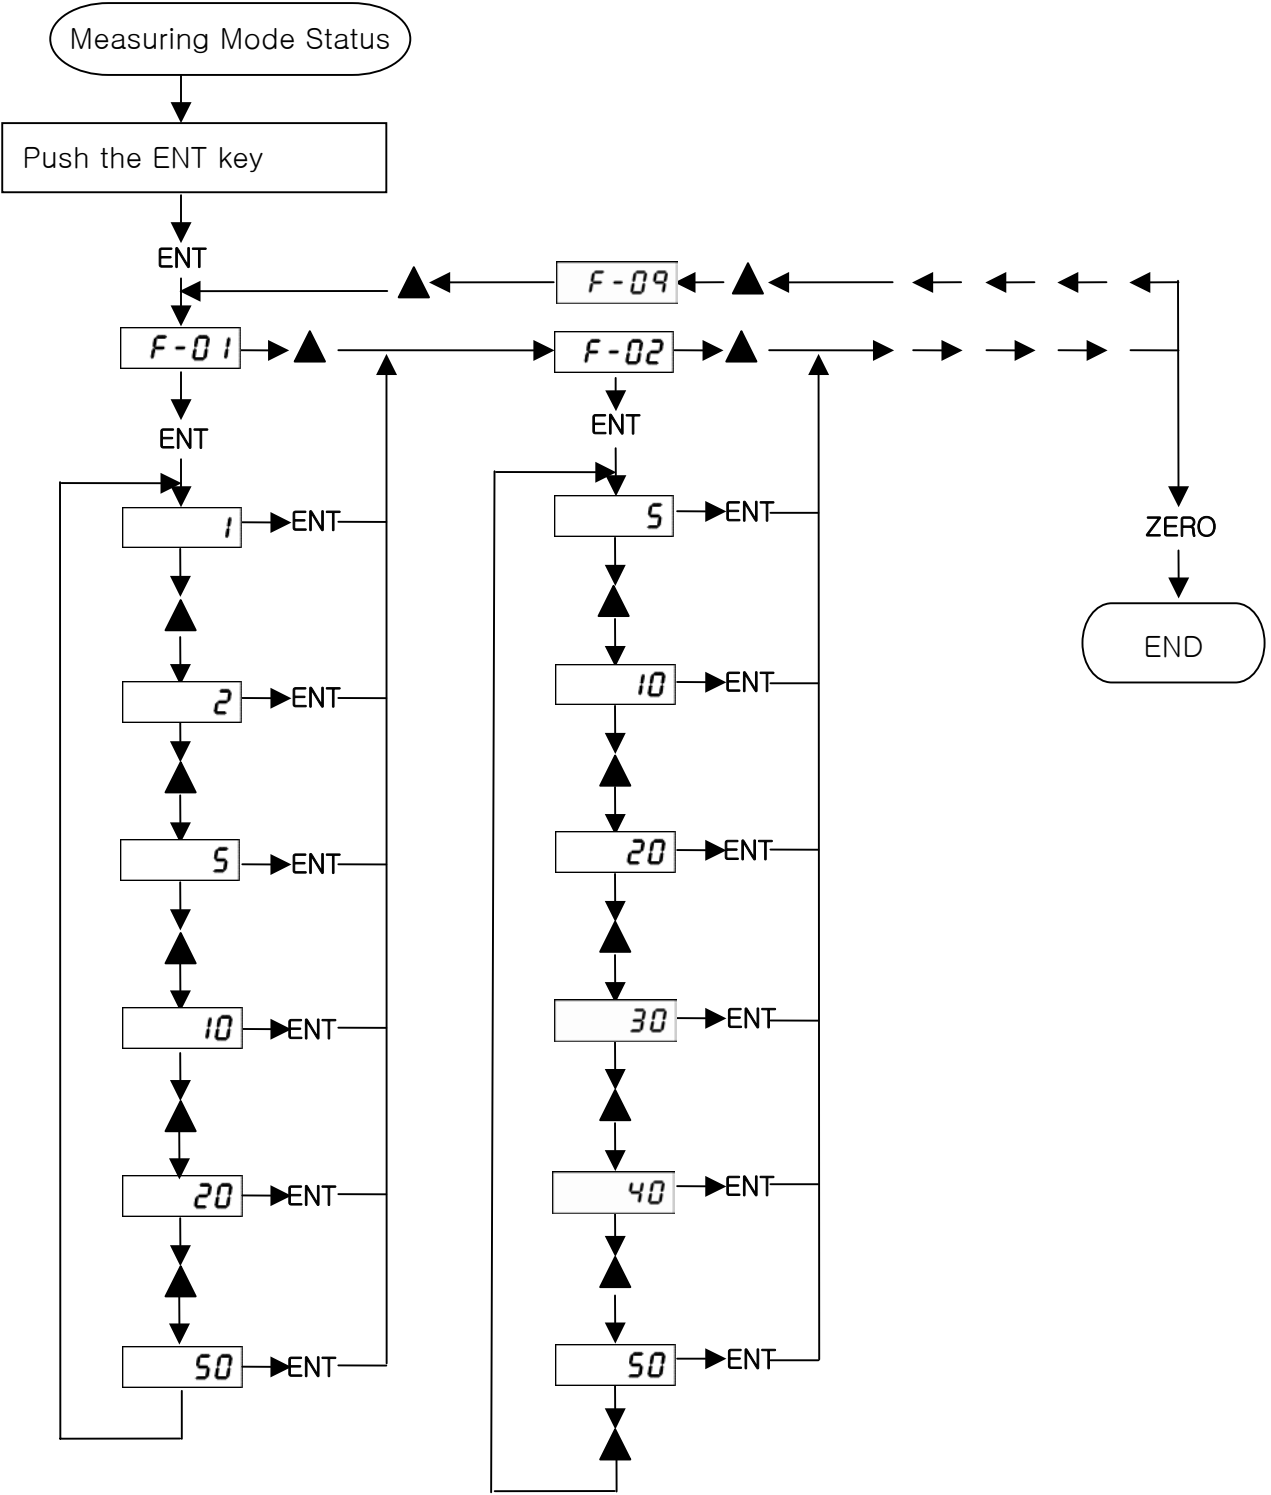 Measuring Mode Status
Push the ENT key
ENT
F-09
F-01
F-02
ENT
ENT
1 ENT
5 ENT
ZERO
END
2 ENT
10 ENT
5 ENT
20 ENT
10 ENT
30 ENT
20 ENT
40 ENT
50 ENT
50 ENT